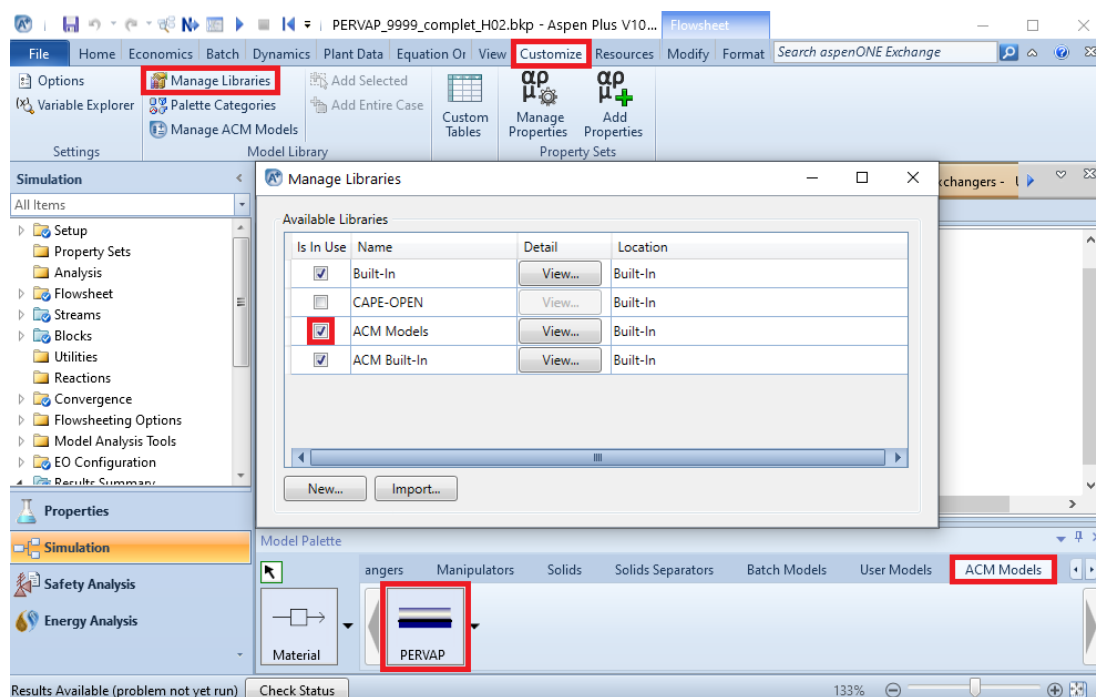 PERVAP_9999_complet_H02.bkp - Aspen Plus V10... Flowsheet
File Home Economics Batch Dynamics Plant Data Equation Or View Customize Resources Modify Format Search aspenONE Exchange
Options Manage Libraries Add Selected
Variable Explorer Palette Categories Add Entire Case
Manage ACM Models Custom Tables Manage Properties Add Properties
Settings Model Library Property Sets
Simulation
All Items
Setup
Property Sets
Analysis
Flowsheet
Streams
Blocks
Utilities
Reactions
Convergence
Flowsheeting Options
Model Analysis Tools
EO Configuration
Results Summary
Properties
Simulation
Safety Analysis
Energy Analysis
Manage Libraries
Available Libraries
Is In Use Name Detail Location
Built-In View... Built-In
CAPE-OPEN View... Built-In
ACM Models View... Built-In
ACM Built-In View... Built-In
New... Import...
changers -
Model Palette
angers Manipulators Solids Solids Separators Batch Models User Models ACM Models
Material PERVAP
Results Available (problem not yet run) Check Status 133%